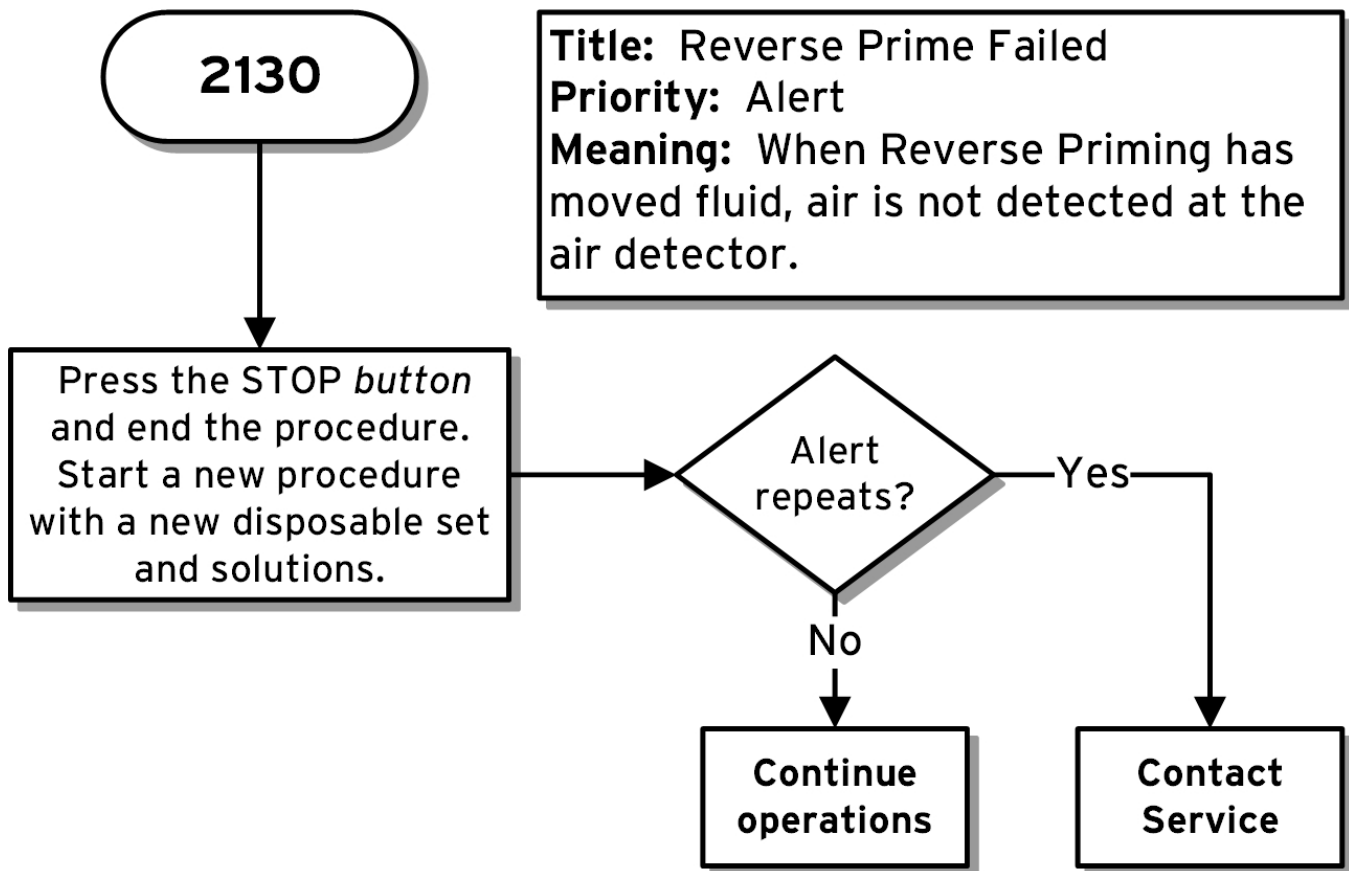 2130
Title: Reverse Prime Failed
Priority: Alert
Meaning: When Reverse Priming has
moved fluid, air is not detected at the
air detector.
Press the STOP button
and end the procedure.
Start a new procedure
with a new disposable set
and solutions.
Alert
repeats?
Yes
No
Continue
operations
Contact
Service